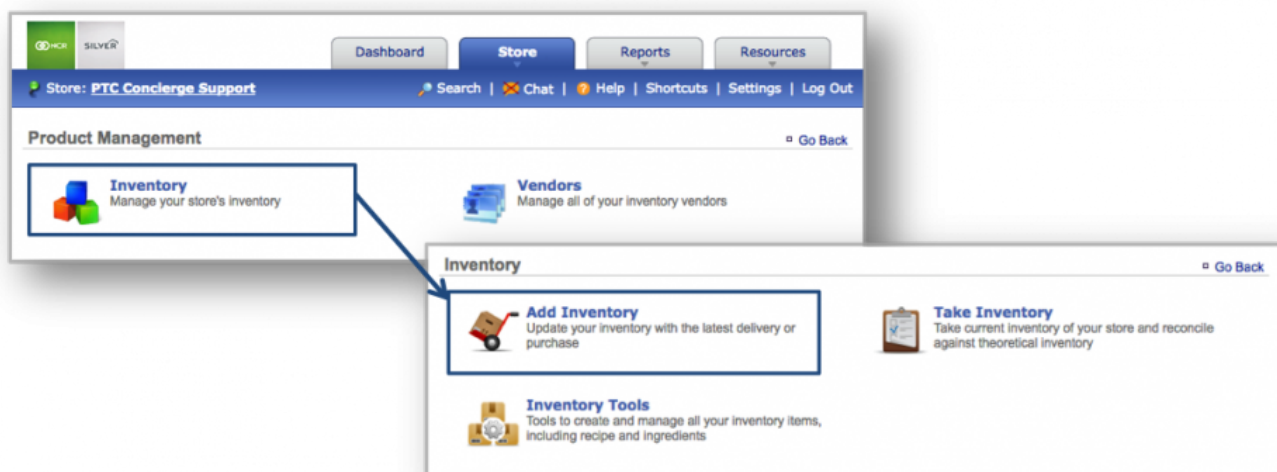 NCR SILVER
Dashboard Store Reports Resources
Store: PTC Concierge Support Search | Chat | Help | Shortcuts | Settings | Log Out
Product Management Go Back
Inventory
Manage your store's inventory
Vendors
Manage all of your inventory vendors
Inventory Go Back
Add Inventory
Update your inventory with the latest delivery or
purchase
Take Inventory
Take current inventory of your store and reconcile
against theoretical inventory
Inventory Tools
Tools to create and manage all your inventory items,
including recipe and ingredients